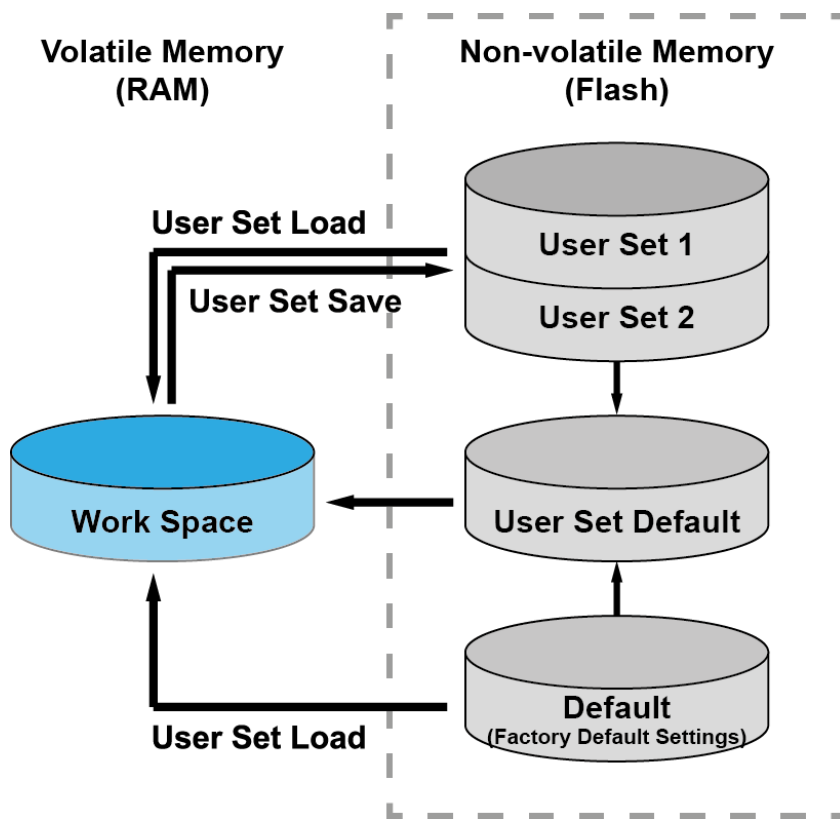 Volatile Memory
(RAM)
Non-volatile Memory
(Flash)
User Set Load
User Set Save
User Set 1
User Set 2
Work Space
User Set Default
Default
(Factory Default Settings)
User Set Load